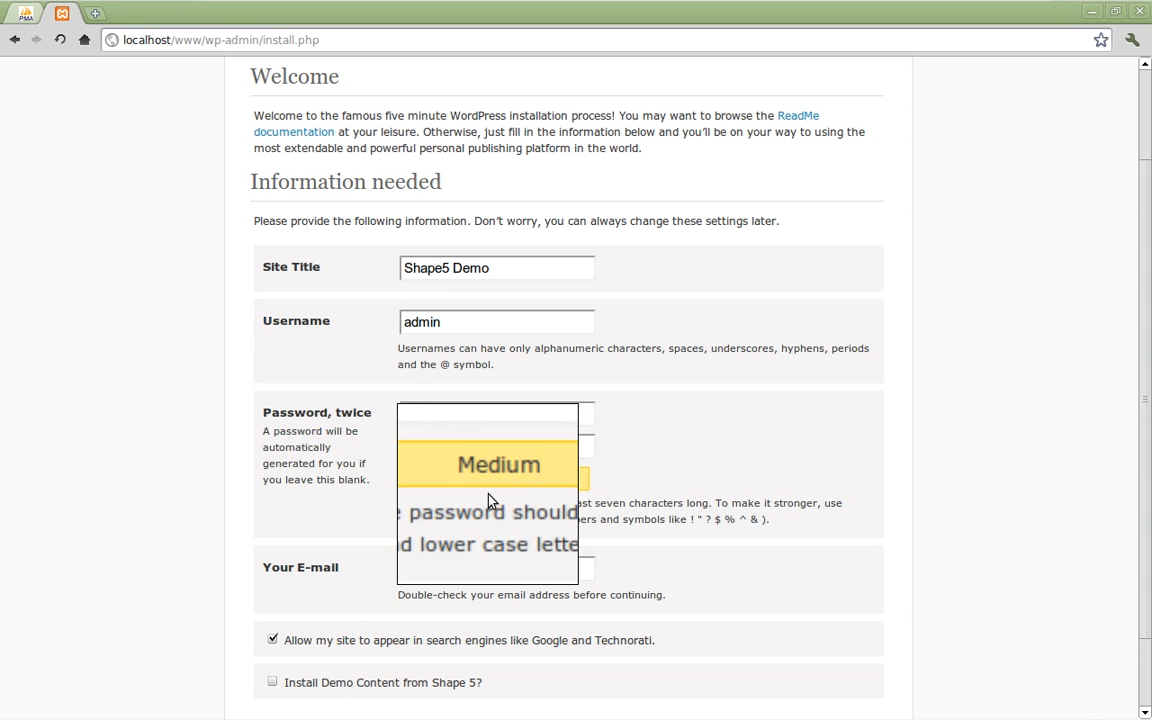 PMA
localhost/www/wp-admin/install.php
Welcome
Welcome to the famous five minute WordPress installation process! You may want to browse the ReadMe
documentation at your leisure. Otherwise, just fill in the information below and you'll be on your way to using the
most extendable and powerful personal publishing platform in the world.
Information needed
Please provide the following information. Don't worry, you can always change these settings later.
Site Title
Shape5 Demo
Username
admin
Usernames can have only alphanumeric characters, spaces, underscores, hyphens, periods
and the @ symbol.
Password, twice
A password will be
automatically
generated for you if
you leave this blank.
Medium
password should
lower case lette
seven characters long. To make it stronger, use
and symbols like ! " ? $ % ^ & ).
Your E-mail
Double-check your email address before continuing.
Allow my site to appear in search engines like Google and Technorati.
Install Demo Content from Shape 5?